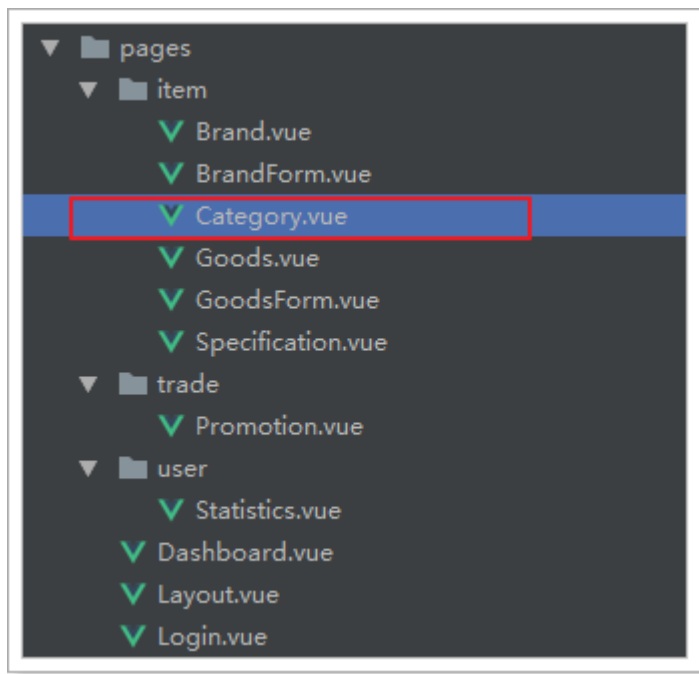 pages
item
Brand.vue
BrandForm.vue
Category.vue
Goods.vue
GoodsForm.vue
Specification.vue
trade
Promotion.vue
user
Statistics.vue
Dashboard.vue
Layout.vue
Login.vue